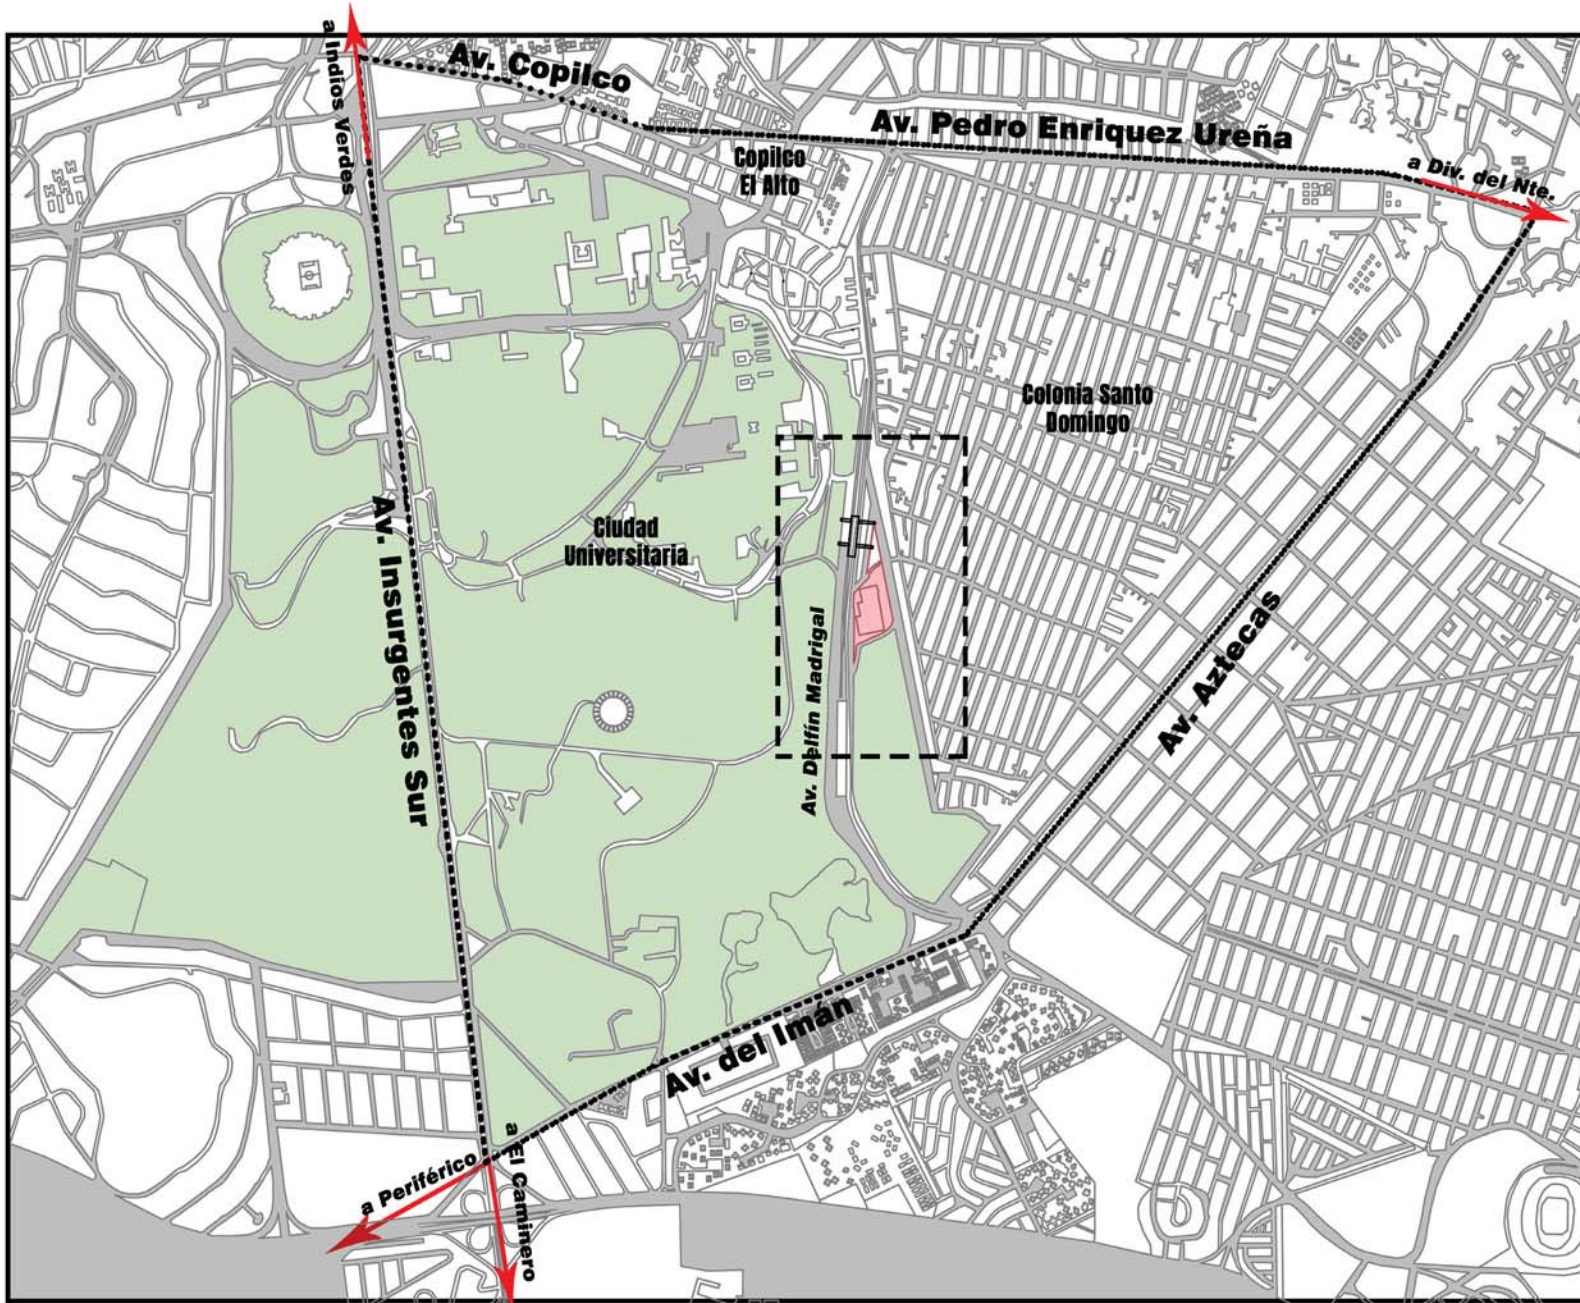 a Indios Verdes
Av. Copilco
Av. Pedro Enriquez Ureña
a Div. del Nte.
Copilco
El Alto
Colonia Santo
Domingo
Ciudad
Universitaria
Av. Insurgentes Sur
Av. Delfín Madrigal
Av. Aztecas
Av. del Imán
a Periférico
a El Caminero